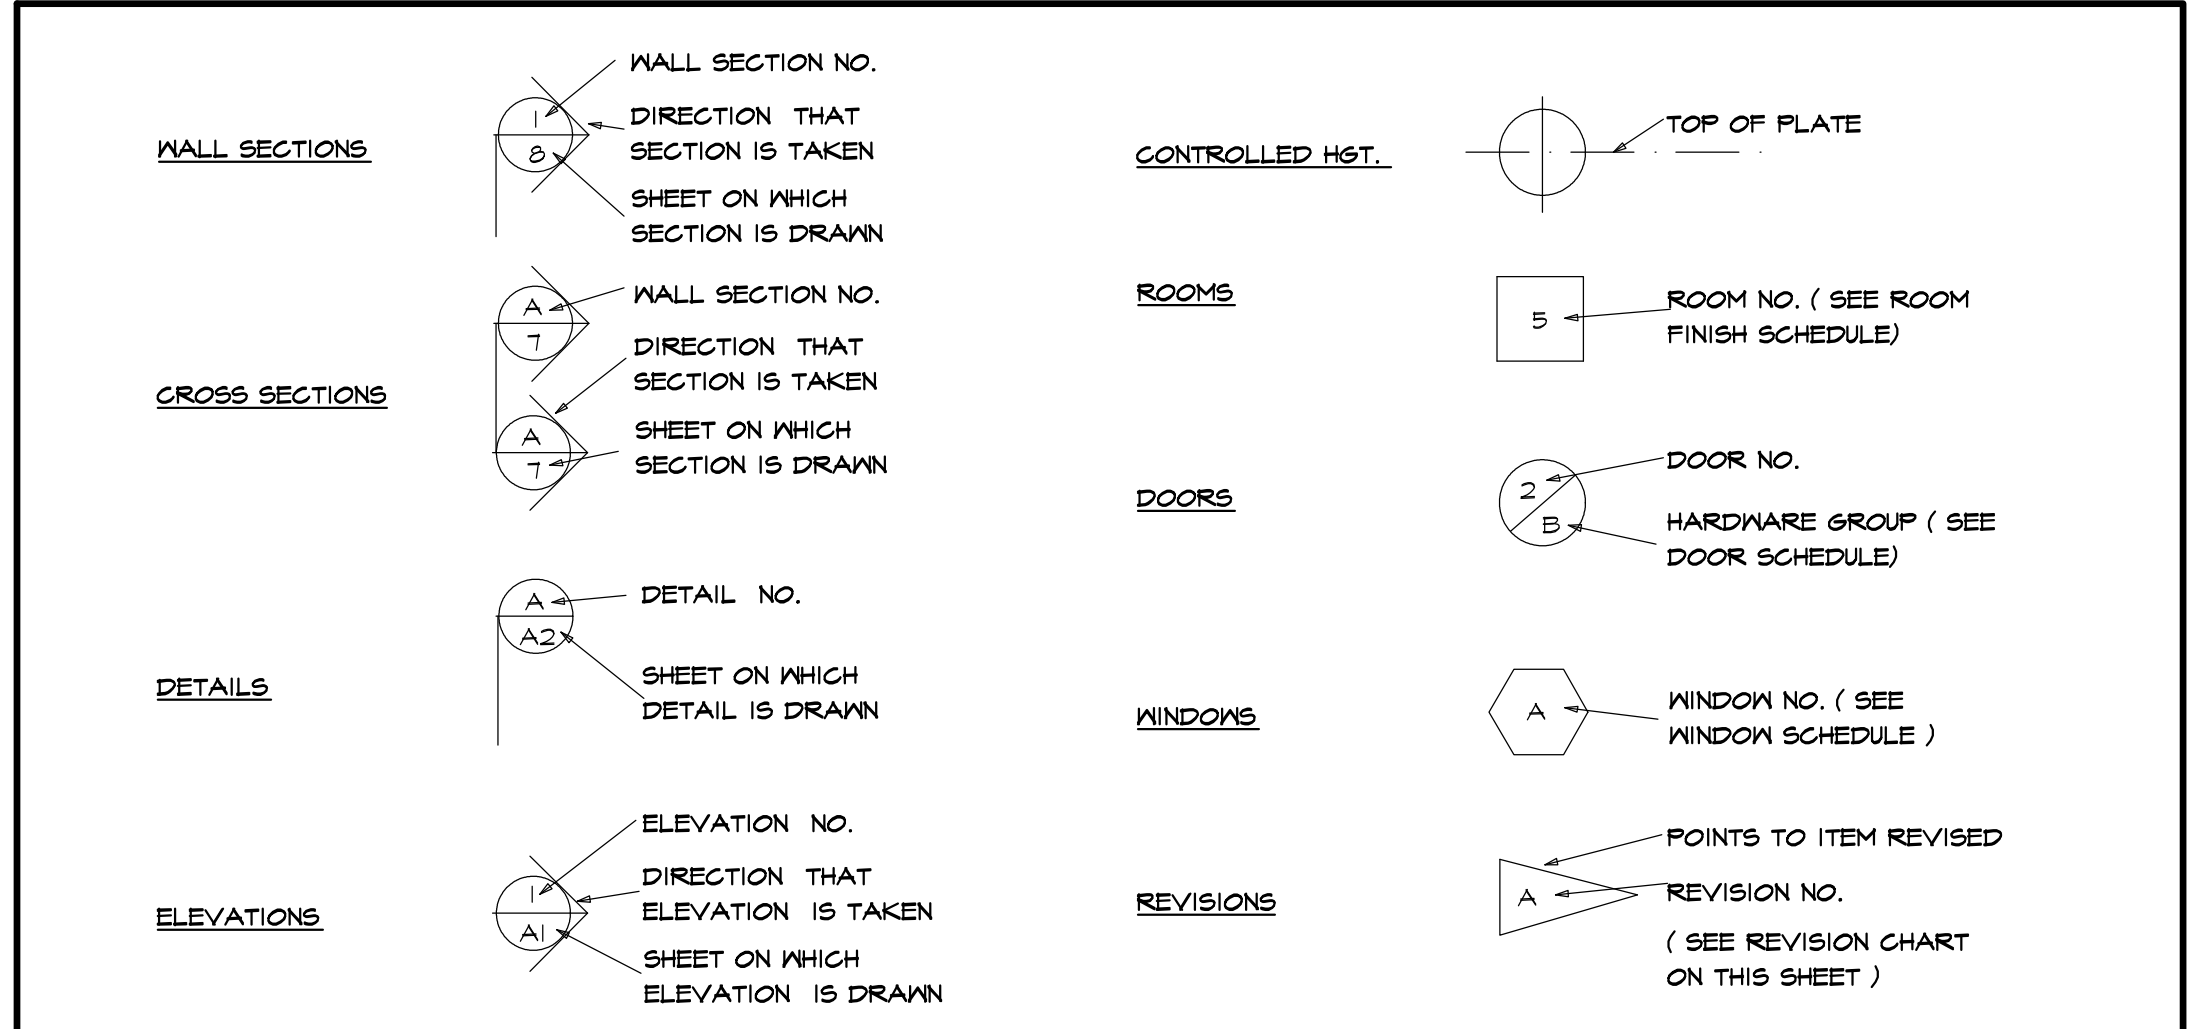 WALL SECTIONS
1
8
WALL SECTION NO.
DIRECTION THAT
SECTION IS TAKEN
SHEET ON WHICH
SECTION IS DRAWN
CROSS SECTIONS
A
7
A
7
WALL SECTION NO.
DIRECTION THAT
SECTION IS TAKEN
SHEET ON WHICH
SECTION IS DRAWN
DETAILS
A
A2
DETAIL NO.
SHEET ON WHICH
DETAIL IS DRAWN
ELEVATIONS
1
A1
ELEVATION NO.
DIRECTION THAT
ELEVATION IS TAKEN
SHEET ON WHICH
ELEVATION IS DRAWN
CONTROLLED HGT.
TOP OF PLATE
ROOMS
5
ROOM NO. ( SEE ROOM
FINISH SCHEDULE)
DOORS
2
B
DOOR NO.
HARDWARE GROUP ( SEE
DOOR SCHEDULE)
WINDOWS
A
WINDOW NO. ( SEE
WINDOW SCHEDULE )
REVISIONS
A
POINTS TO ITEM REVISED
REVISION NO.
( SEE REVISION CHART
ON THIS SHEET )